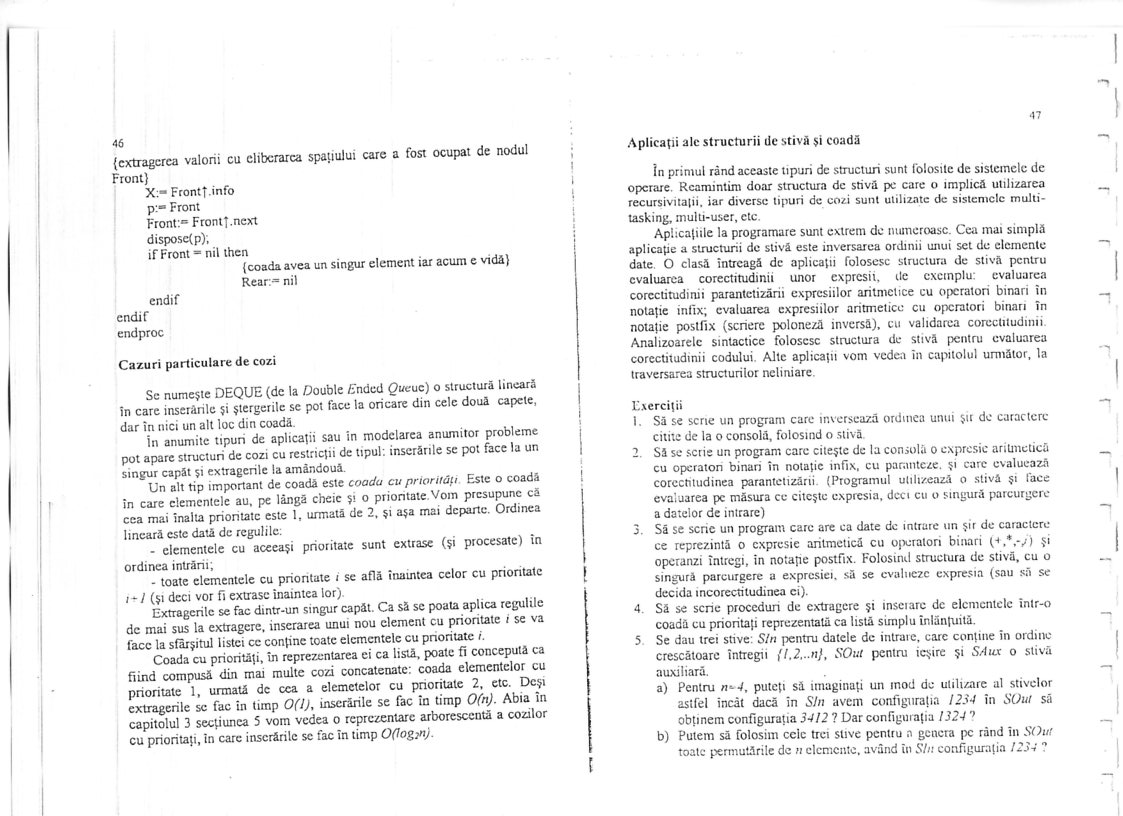 46
{extragerea valorii cu eliberarea spaţiului care a fost ocupat de nodul
Front}
X:= Front↑.info
p:= Front
Front:= Front↑.next
dispose(p);
if Front = nil then
{coada avea un singur element iar acum e vidă}
Rear:= nil
endif
endif
endproc
Cazuri particulare de cozi
Se numeşte DEQUE (de la Double Ended Queue) o structură lineară
în care inserările şi ştergerile se pot face la oricare din cele două capete,
dar în nici un alt loc din coadă.
În anumite tipuri de aplicaţii sau în modelarea anumitor probleme
pot apare structuri de cozi cu restricţii de tipul: inserările se pot face la un
singur capăt şi extragerile la amândouă.
Un alt tip important de coadă este coada cu priorităţi. Este o coadă
în care elementele au, pe lângă cheie şi o prioritate.Vom presupune că
cea mai înalta prioritate este 1, urmată de 2, şi aşa mai departe. Ordinea
lineară este dată de regulile:
- elementele cu aceeaşi prioritate sunt extrase (şi procesate) în
ordinea intrării;
- toate elementele cu prioritate i se află înaintea celor cu prioritate
i+1 (şi deci vor fi extrase înaintea lor).
Extragerile se fac dintr-un singur capăt. Ca să se poata aplica regulile
de mai sus la extragere, inserarea unui nou element cu prioritate i se va
face la sfârşitul listei ce conţine toate elementele cu prioritate i.
Coada cu priorităţi, în reprezentarea ei ca listă, poate fi concepută ca
fiind compusă din mai multe cozi concatenate: coada elementelor cu
prioritate 1, urmată de cea a elemetelor cu prioritate 2, etc. Deşi
extragerile se fac în timp O(1), inserările se fac în timp O(n). Abia în
capitolul 3 secţiunea 5 vom vedea o reprezentare arborescentă a cozilor
cu prioritaţi, în care inserările se fac în timp O(log₂n).
47
Aplicaţii ale structurii de stivă şi coadă
În primul rând aceste tipuri de structuri sunt folosite de sistemele de
operare. Reamintim doar structura de stivă pe care o implică utilizarea
recursivitaţii, iar diverse tipuri de cozi sunt utilizate de sistemele multi-
tasking, multi-user, etc.
Aplicaţiile la programare sunt extrem de numeroase. Cea mai simplă
aplicaţie a structurii de stivă este inversarea ordinii unui set de elemente
date. O clasă întreagă de aplicaţii folosesc structura de stivă pentru
evaluarea corectitudinii unor expresii, de exemplu: evaluarea
corectitudinii parantetizării expresiilor aritmetice cu operatori binari în
notaţie infix; evaluarea expresiilor aritmetice cu operatori binari în
notaţie postfix (scriere poloneză inversă), cu validarea corectitudinii.
Analizoarele sintactice folosesc structura de stivă pentru evaluarea
corectitudinii codului. Alte aplicaţii vom vedea în capitolul următor, la
traversarea structurilor neliniare.
Exerciţii
1. Să se scrie un program care inversează ordinea unui şir de caractere
citite de la o consolă, folosind o stivă.
2. Să se scrie un program care citeşte de la consolă o expresie aritmetică
cu operatori binari în notaţie infix, cu paranteze, şi care evaluează
corectitudinea parantetizării. (Programul utilizează o stivă şi face
evaluarea pe măsura ce citeşte expresia, deci cu o singură parcurgere
a datelor de intrare)
3. Să se scrie un program care are ca date de intrare un şir de caractere
ce reprezintă o expresie aritmetică cu operatori binari (+,*,-,/) şi
operanzi întregi, în notaţie postfix. Folosind structura de stivă, cu o
singură parcurgere a expresiei, să se evalueze expresia (sau să se
decida incorectitudinea ei).
4. Să se scrie proceduri de extragere şi inserare de elementele într-o
coadă cu prioritaţi reprezentată ca listă simplu înlănţuită.
5. Se dau trei stive: SIn pentru datele de intrare, care conţine în ordine
crescătoare întregii {1,2,..n}, SOut pentru ieşire şi SAux o stivă
auxiliară.
a) Pentru n=4, puteţi să imaginaţi un mod de utilizare al stivelor
astfel încât dacă în SIn avem configuraţia 1234 în SOut să
obţinem configuraţia 3412 ? Dar configuraţia 1324 ?
b) Putem să folosim cele trei stive pentru a genera pe rând în SOut
toate permutările de n elemente, având în SIn configuraţia 1234 ?